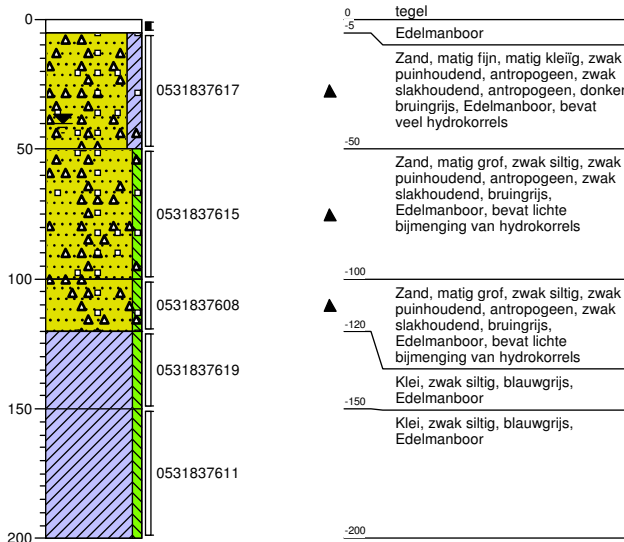 0
50
100
150
200
0531837617
0531837615
0531837608
0531837619
0531837611
0
tegel
-5
Edelmanboor
Zand, matig fijn, matig kleiïg, zwak
puinhoudend, antropogeen, zwak
slakhoudend, antropogeen, donker
bruingrijs, Edelmanboor, bevat
veel hydrokorrels
-50
Zand, matig grof, zwak siltig, zwak
puinhoudend, antropogeen, zwak
slakhoudend, bruingrijs,
Edelmanboor, bevat lichte
bijmenging van hydrokorrels
-100
Zand, matig grof, zwak siltig, zwak
puinhoudend, antropogeen, zwak
slakhoudend, bruingrijs,
Edelmanboor, bevat lichte
bijmenging van hydrokorrels
-120
Klei, zwak siltig, blauwgrijs,
Edelmanboor
-150
Klei, zwak siltig, blauwgrijs,
Edelmanboor
-200